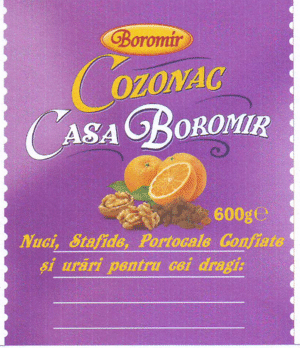 Boromir
COZONAC
CASA BOROMIR
600g℮
Nuci, Stafide, Portocale Confiate
și urări pentru cei dragi: